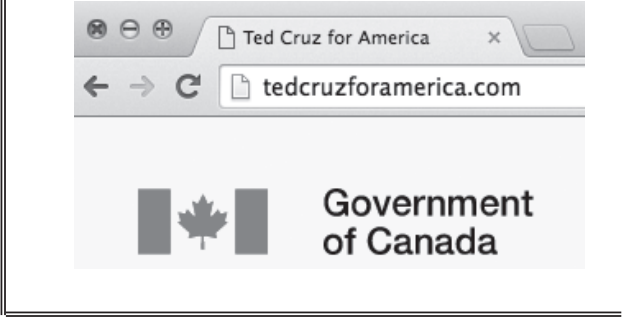 Ted Cruz for America
tedcruzforamerica.com
Government
of Canada